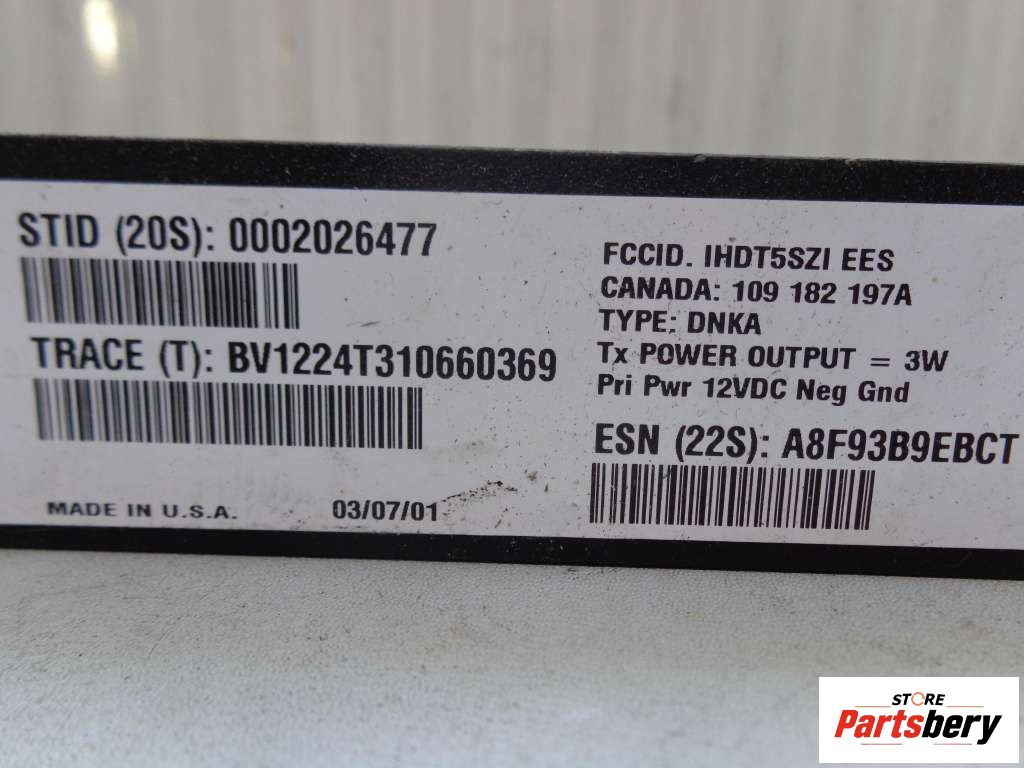 STID (20S): 0002026477
TRACE (T): BV1224T310660369
MADE IN U.S.A. 03/07/01
FCCID. IHDT5SZI EES
CANADA: 109 182 197A
TYPE: DNKA
Tx POWER OUTPUT = 3W
Pri Pwr 12VDC Neg Gnd
ESN (22S): A8F93B9EBCT
STORE
Partsbery